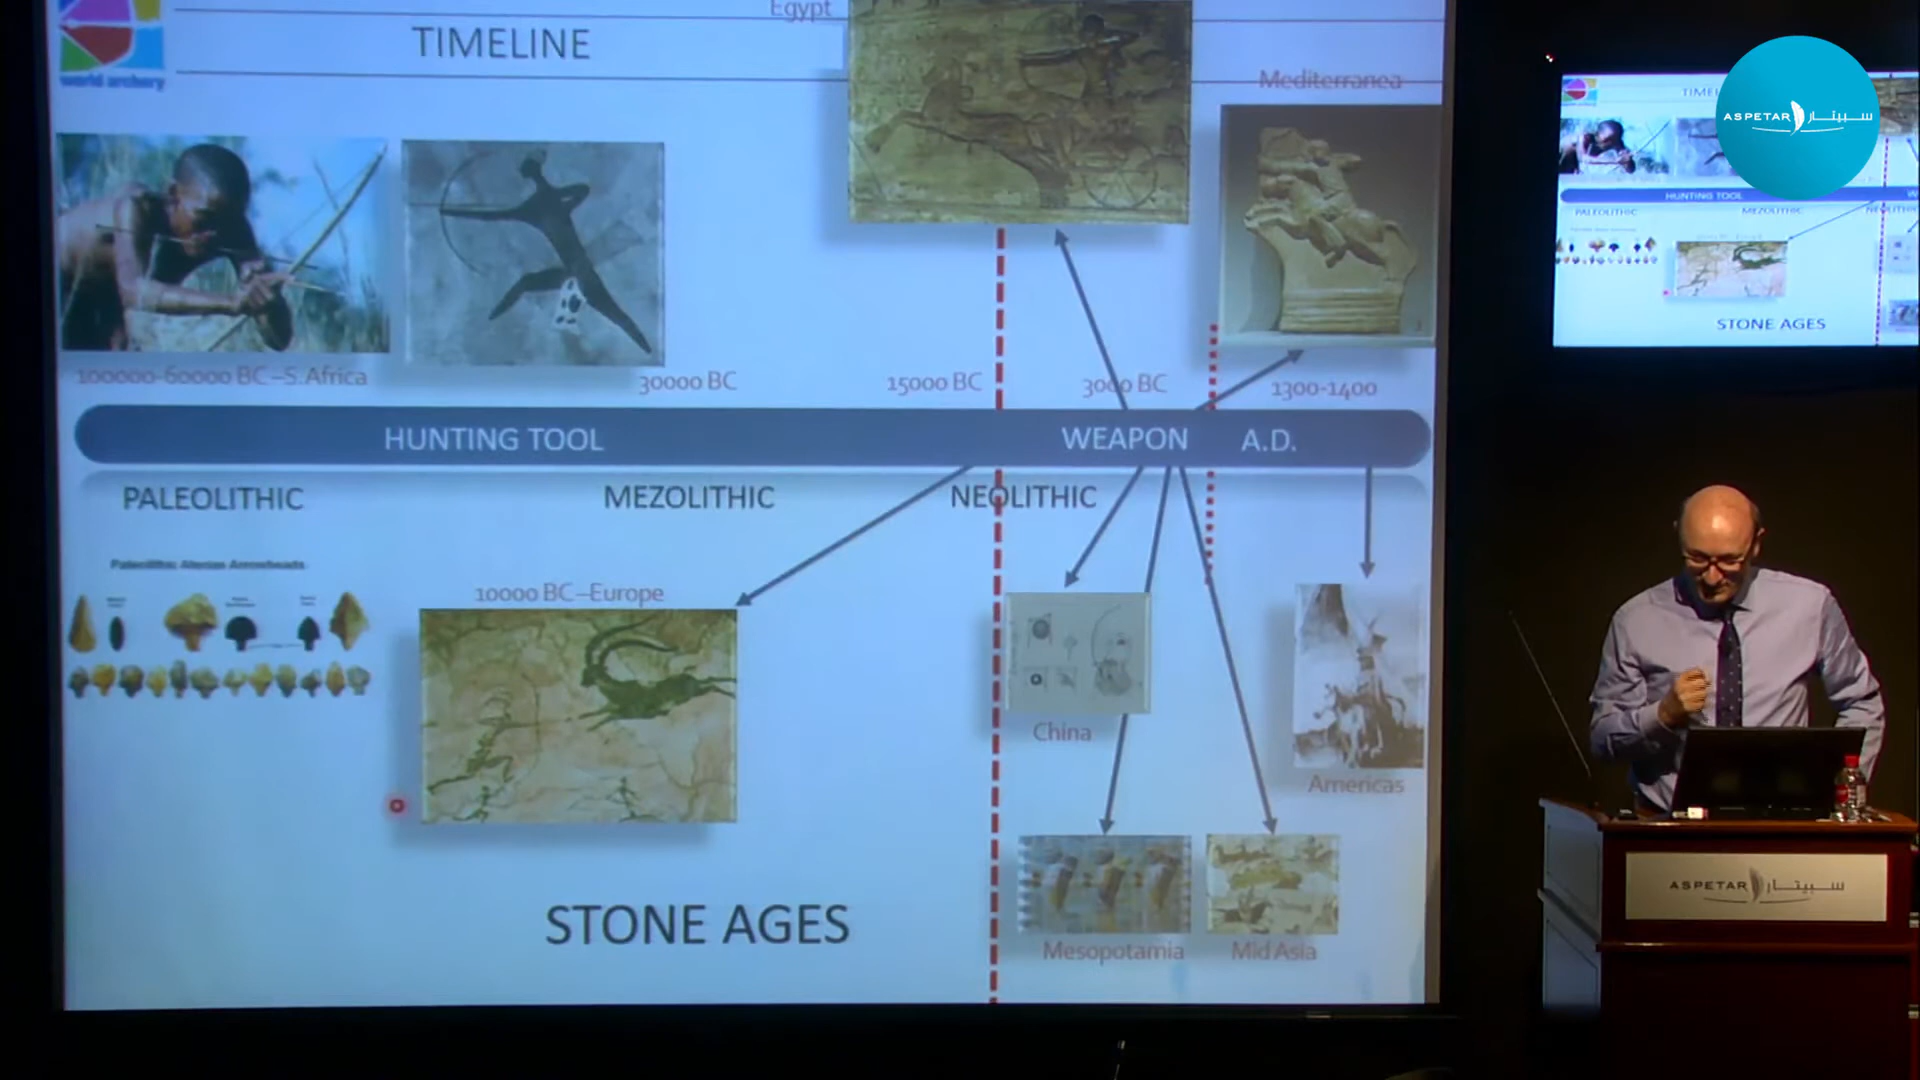 Egypt
TIMELINE
world archery
Mediterranea
100000-60000 BC –S.Africa
30000 BC
15000 BC
3000 BC
1300-1400
HUNTING TOOL
WEAPON
A.D.
PALEOLITHIC
MEZOLITHIC
NEOLITHIC
Paleolithic Aterian Arrowheads
10000 BC –Europe
China
Americas
Mesopotamia
Mid Asia
STONE AGES
ASPETAR سبيتار
HUNTING TOOL
PALEOLITHIC
MEZOLITHIC
STONE AGES
ASPETAR سبيتار